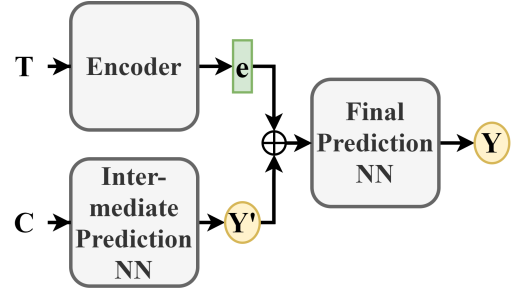 T
Encoder
e
Final
Prediction
NN
Y
C
Inter-
mediate
Prediction
NN
Y'